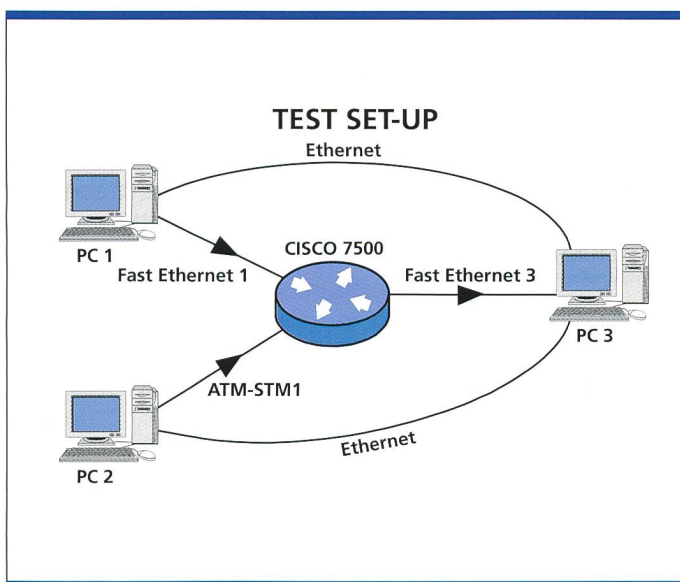 TEST SET-UP
Ethernet
PC 1
CISCO 7500
Fast Ethernet 1
Fast Ethernet 3
PC 3
ATM-STM1
Ethernet
PC 2